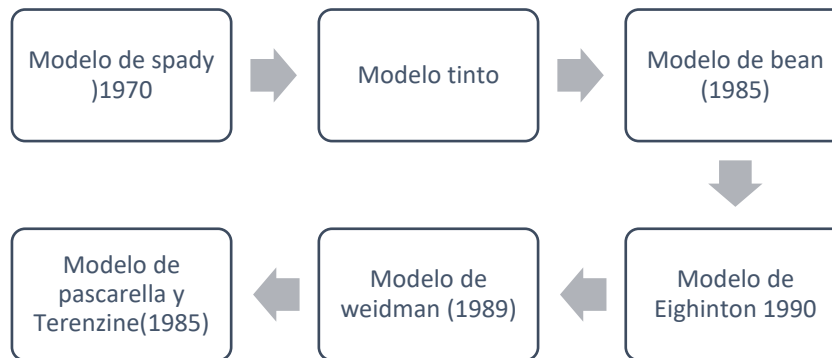 Modelo de spady
)1970
Modelo tinto
Modelo de bean
(1985)
Modelo de
Eighinton 1990
Modelo de
weidman (1989)
Modelo de
pascarella y
Terenzine(1985)